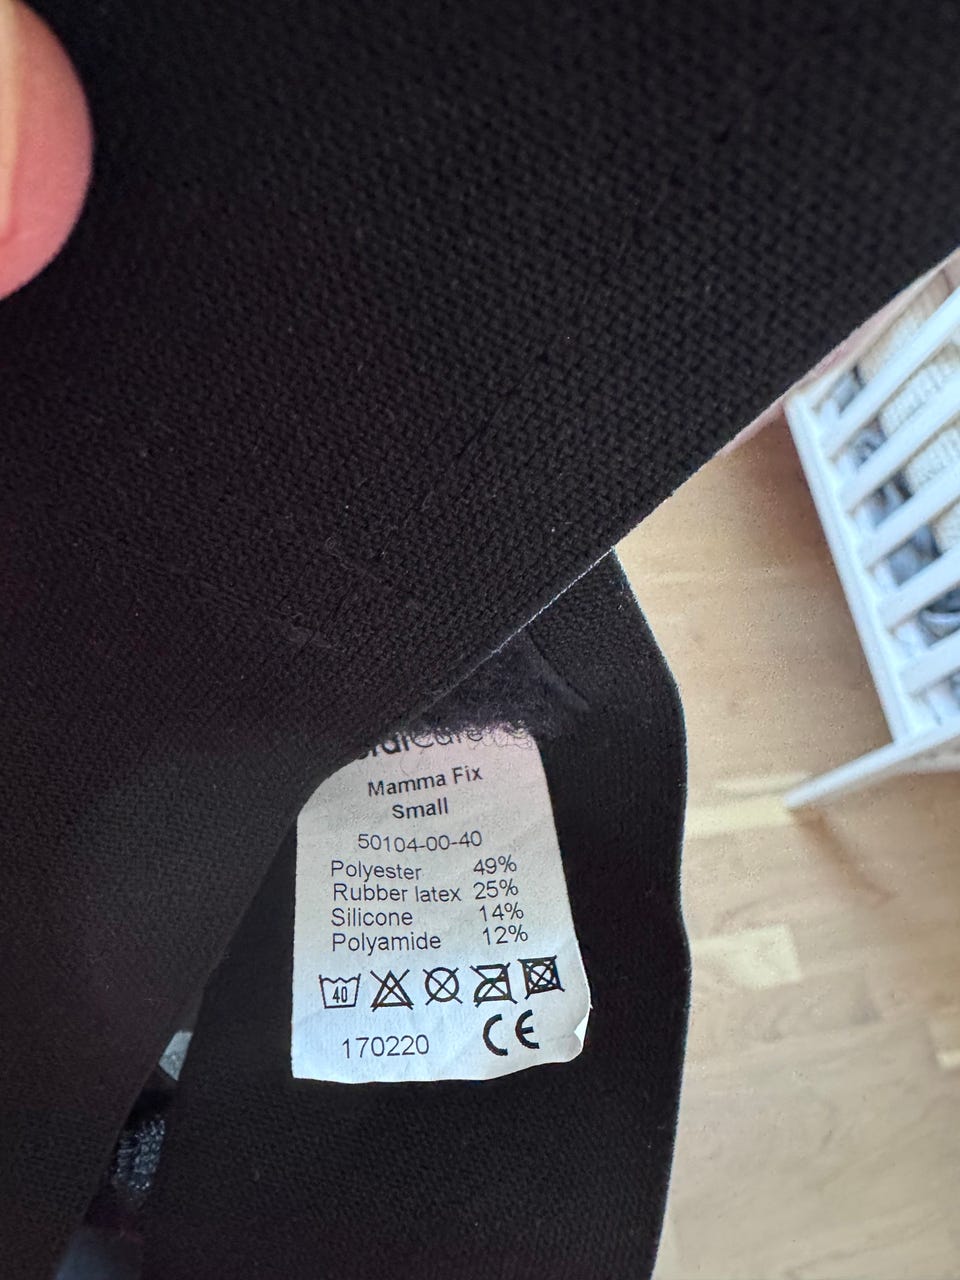 Mamma Fix
Small
50104-00-40
Polyester 49%
Rubber latex 25%
Silicone 14%
Polyamide 12%
40
170220 CE